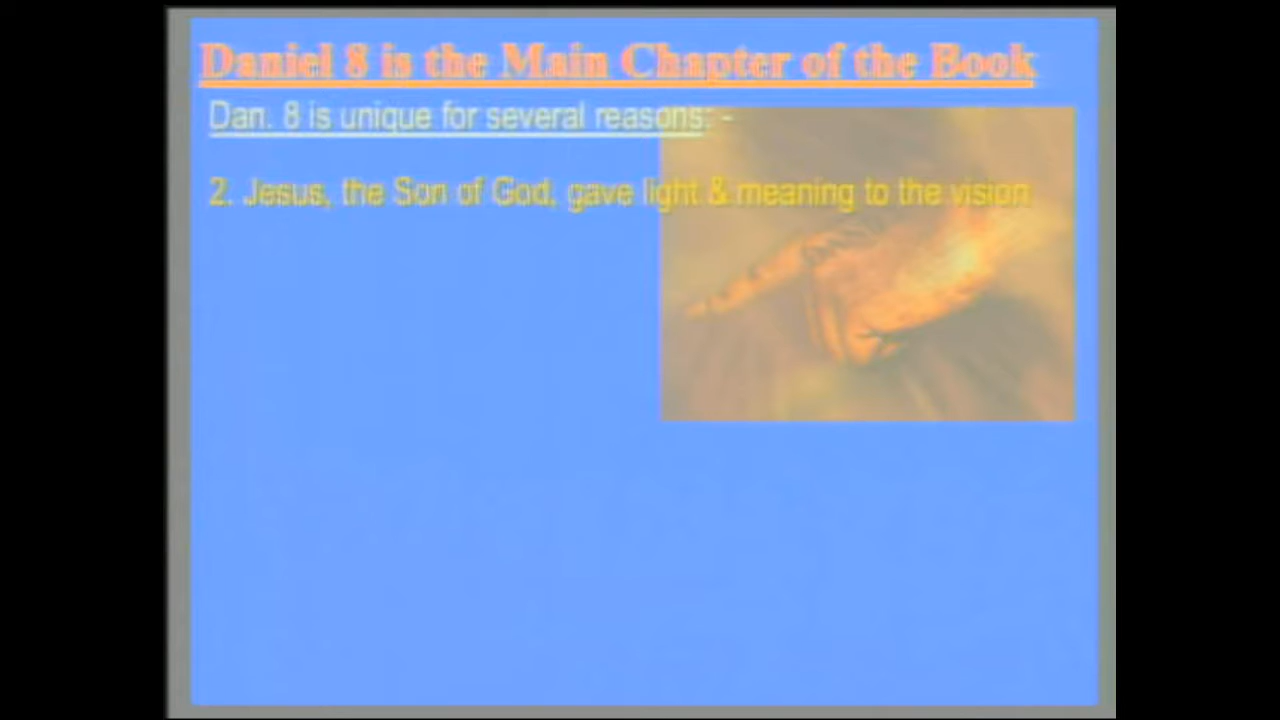 Daniel 8 is the Main Chapter of the Book
Dan. 8 is unique for several reasons: -
2. Jesus, the Son of God, gave light & meaning to the vision